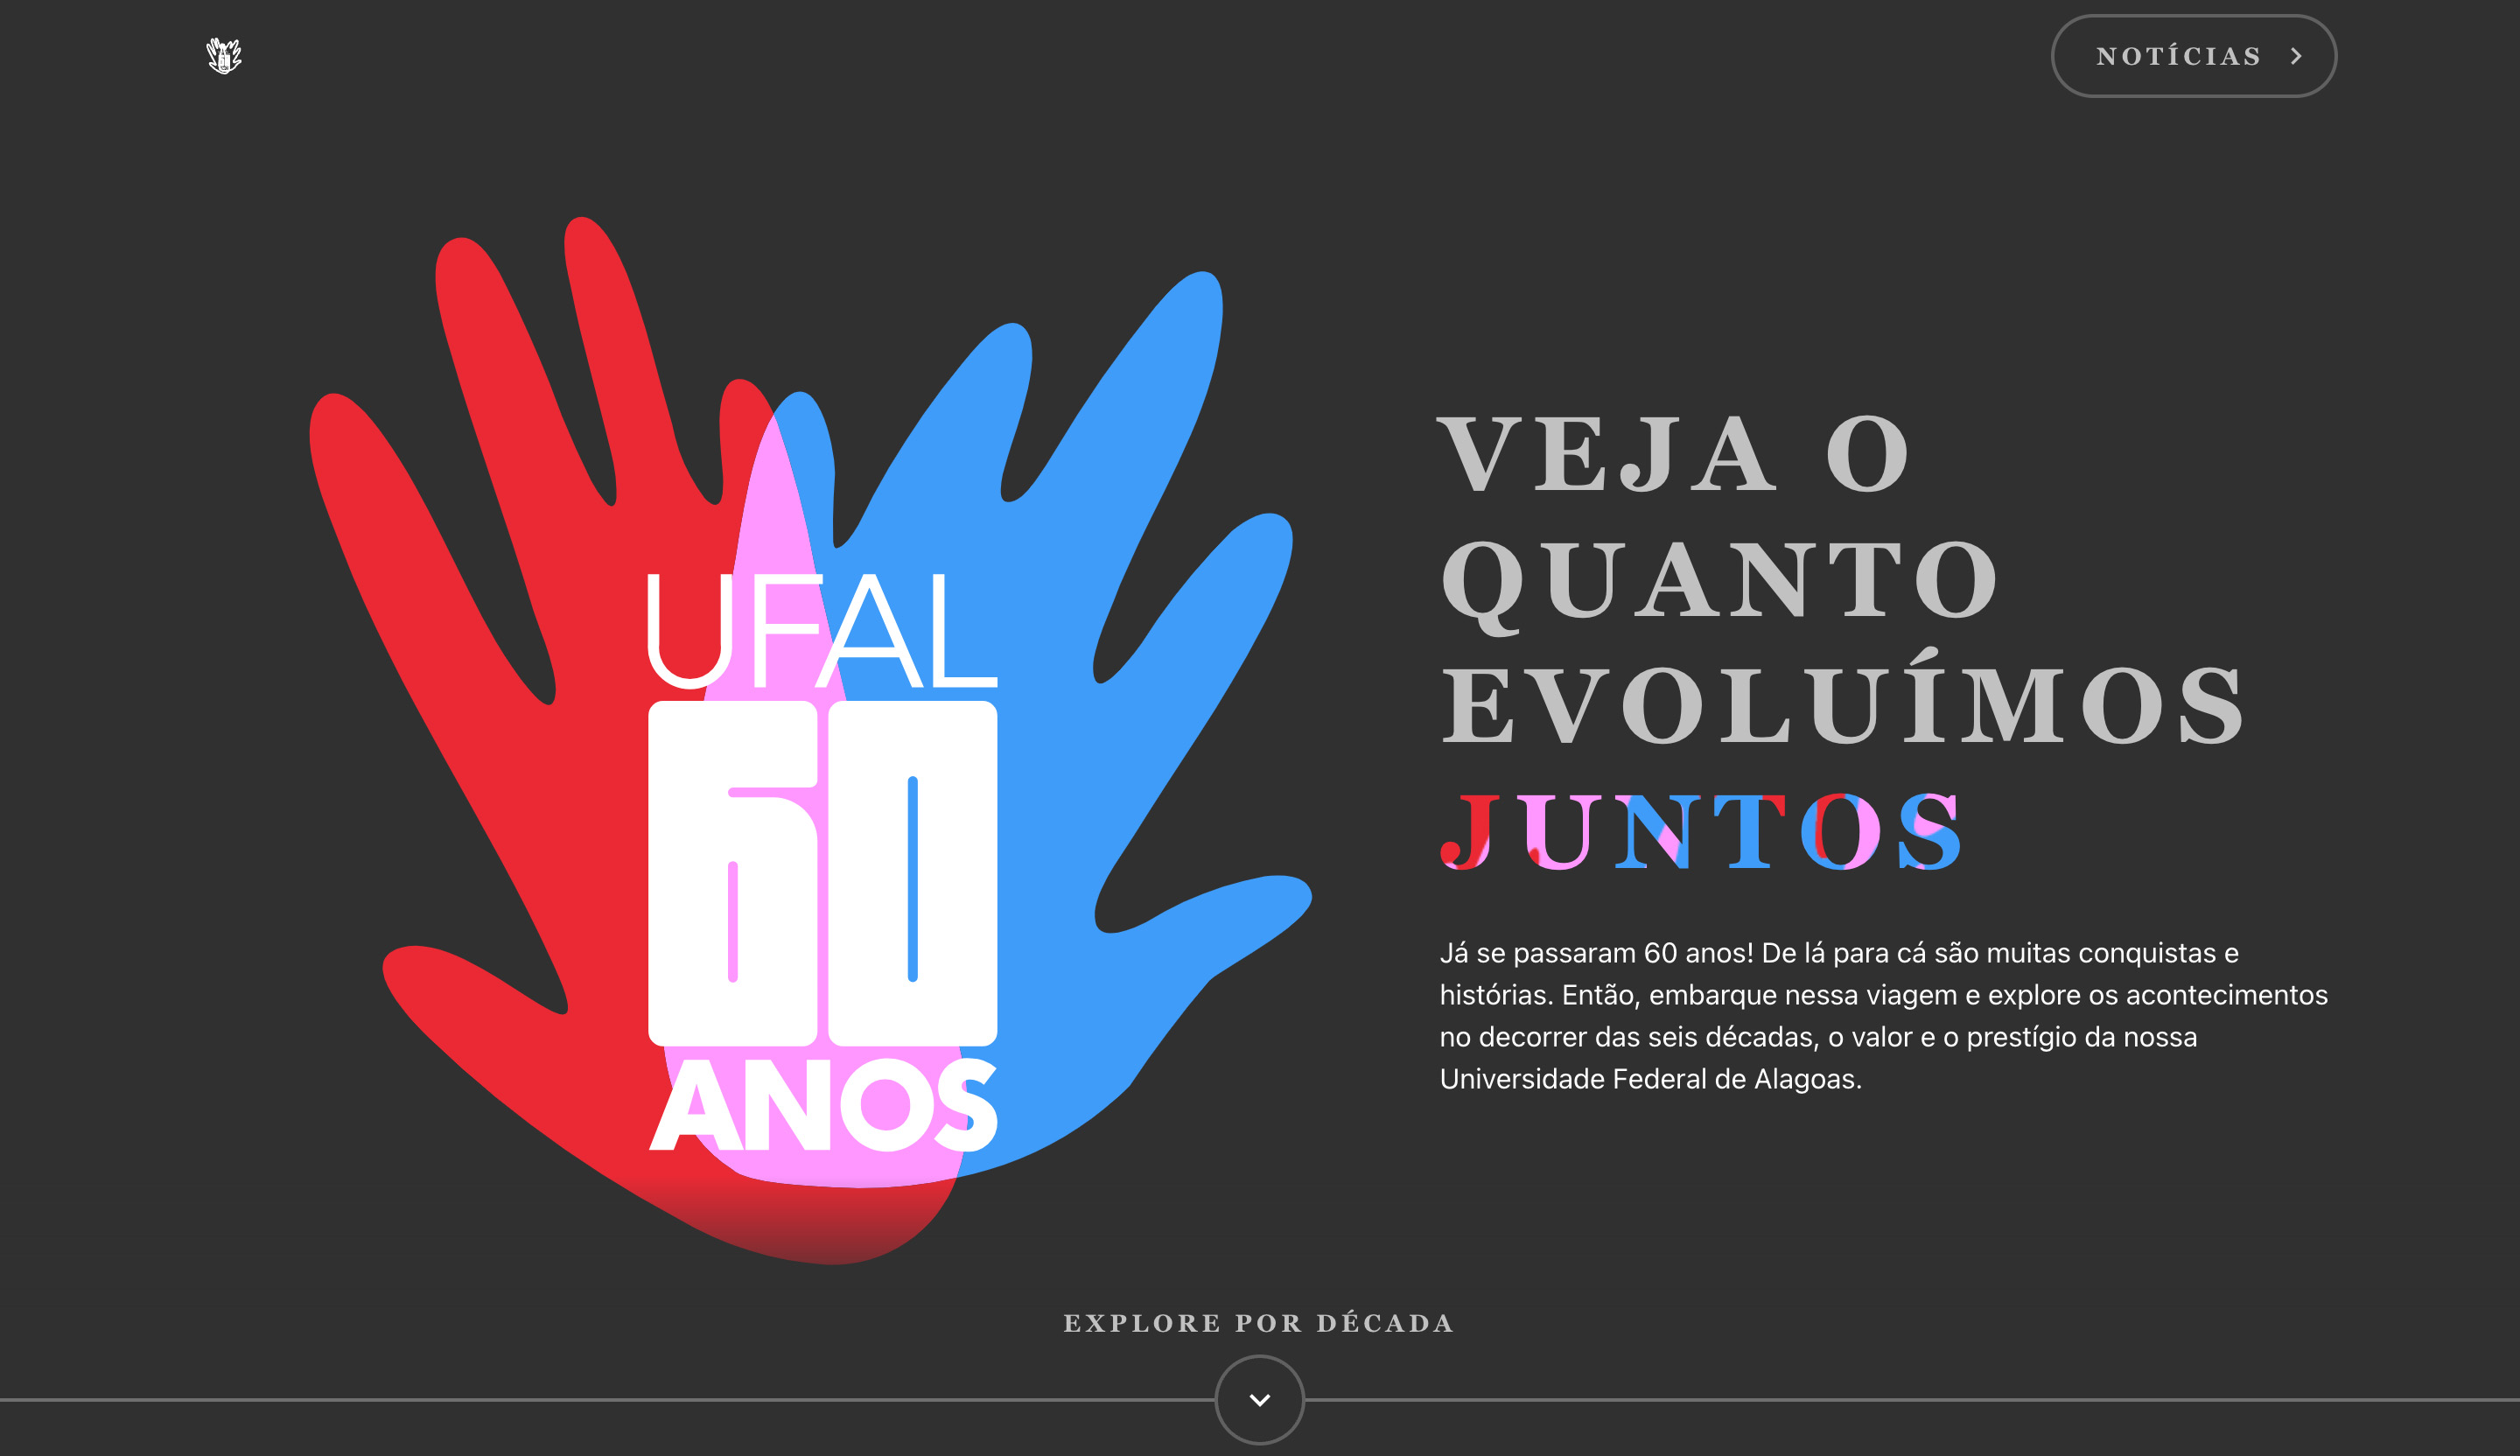 NOTÍCIAS
UFAL
60
ANOS
VEJA O
QUANTO
EVOLUÍMOS
JUNTOS
Já se passaram 60 anos! De lá para cá são muitas conquistas e
histórias. Então, embarque nessa viagem e explore os acontecimentos
no decorrer das seis décadas, o valor e o prestígio da nossa
Universidade Federal de Alagoas.
EXPLORE POR DÉCADA